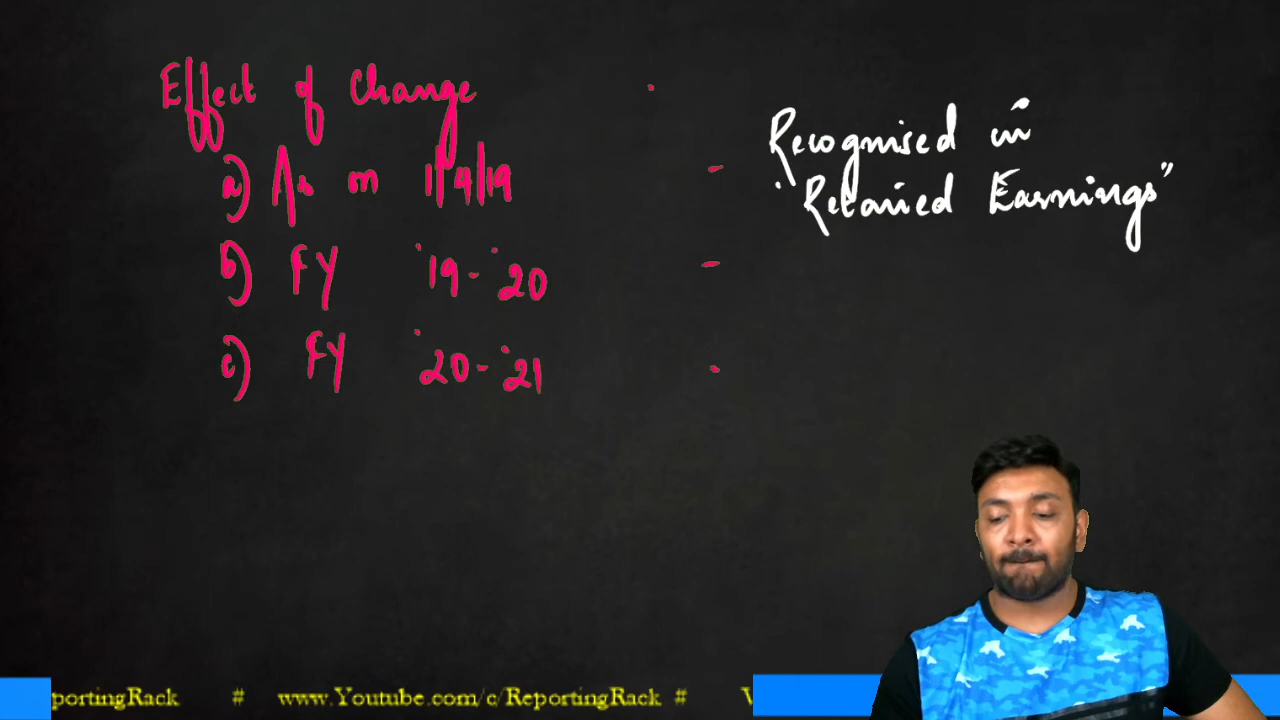 Effect of Change
a) As on 1/4/19 - Recognised in
"Retained Earnings"
b) FY '19-'20 -
c) FY '20-'21 -
portingRack # www.Youtube.com/c/ReportingRack # V